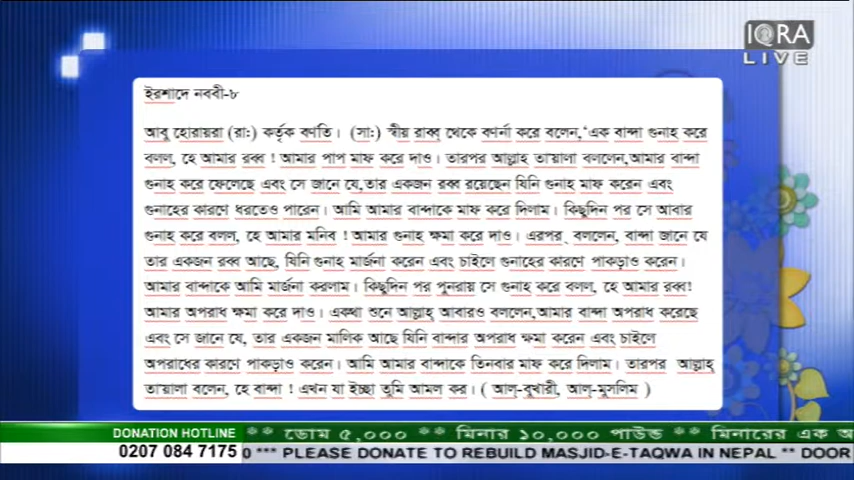 IQRA
LIVE
ইরশাদে নববী-৮
আবু হোরায়রা (রা:) কর্তৃক বণতি। (সা:) স্বীয় রাব্ব থেকে বণর্না করে বলেন,‘এক বান্দা গুনাহ করে
বলল, হে আমার রব্ব ! আমার পাপ মাফ করে দাও। তারপর আল্লাহ তা'য়ালা বললেন,আমার বান্দা
গুনাহ করে ফেলেছে এবং সে জানে যে,তার একজন রব্ব রয়েছেন যিনি গুনাহ মাফ করেন এবং
গুনাহের কারণে ধরতেও পারেন। আমি আমার বান্দাকে মাফ করে দিলাম। কিছুদিন পর সে আবার
গুনাহ করে বলল, হে আমার মনিব ! আমার গুনাহ ক্ষমা করে দাও। এরপর্ বললেন, বান্দা জানে যে
তার একজন রব্ব আছে, যিনি গুনাহ মার্জনা করেন এবং চাইলে গুনাহের কারণে পাকড়াও করেন।
আমার বান্দাকে আমি মার্জনা করলাম। কিছুদিন পর পুনরায় সে গুনাহ করে বলল, হে আমার রব্ব!
আমার অপরাধ ক্ষমা করে দাও। একথা শুনে আল্লাহ্ আবারও বললেন,আমার বান্দা অপরাধ করেছে
এবং সে জানে যে, তার একজন মালিক আছে যিনি বান্দার অপরাধ ক্ষমা করেন এবং চাইলে
অপরাধের কারণে পাকড়াও করেন। আমি আমার বান্দাকে তিনবার মাফ করে দিলাম। তারপর আল্লাহ্
তা'য়ালা বলেন, হে বান্দা ! এখন যা ইচ্ছা তুমি আমল কর। ( আল্-বুখারী, আল্-মুসলিম )
DONATION HOTLINE ** ডোম ৫,০০০ ** মিনার ১০,০০০ পাউন্ড ** মিনারের এক অ
0207 084 7175 0 *** PLEASE DONATE TO REBUILD MASJID-E-TAQWA IN NEPAL ** DOOR